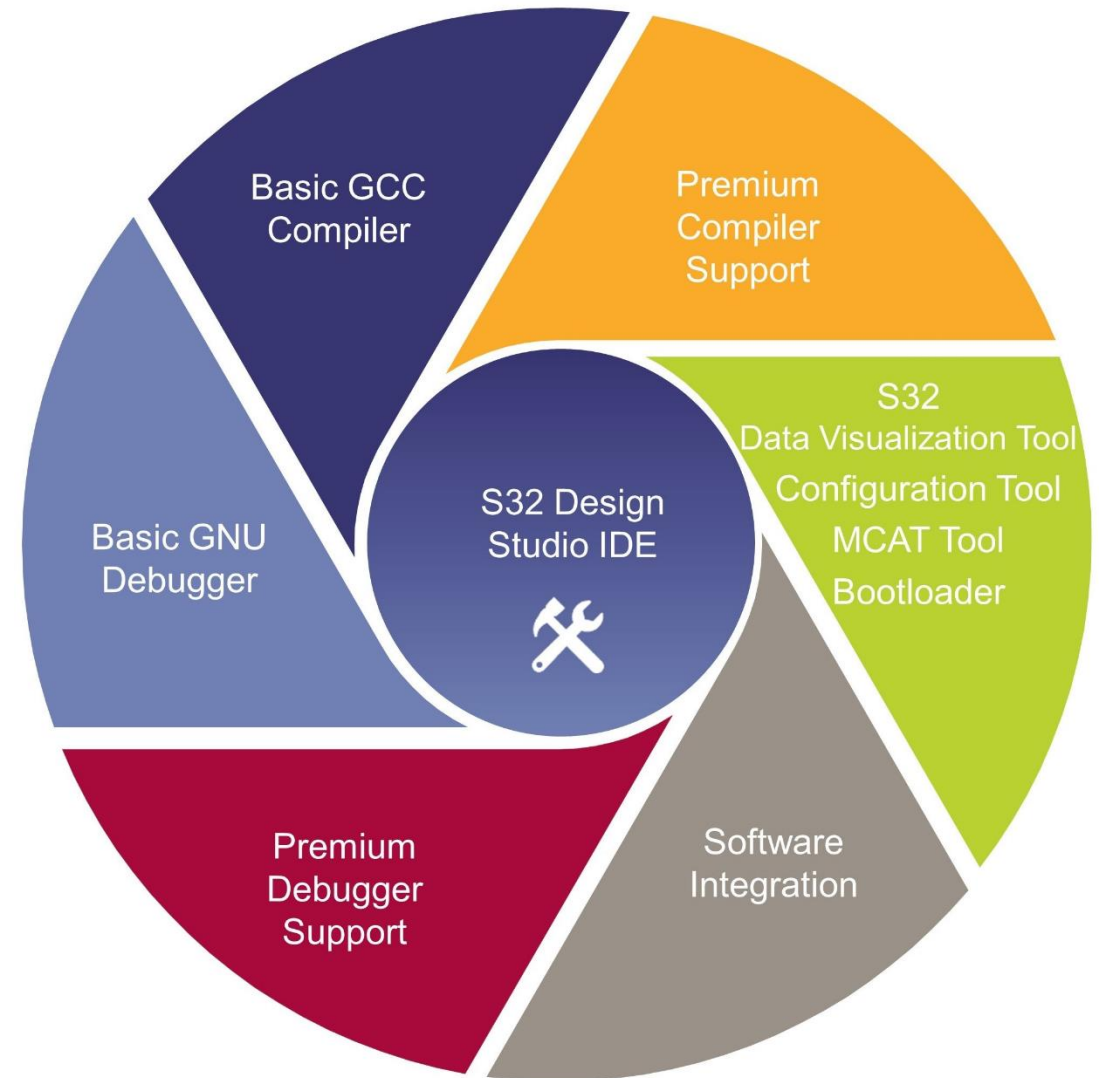 Basic GCC
Compiler
Premium
Compiler
Support
S32
Data Visualization Tool
Configuration Tool
MCAT Tool
Bootloader
S32 Design
Studio IDE
Basic GNU
Debugger
Premium
Debugger
Support
Software
Integration